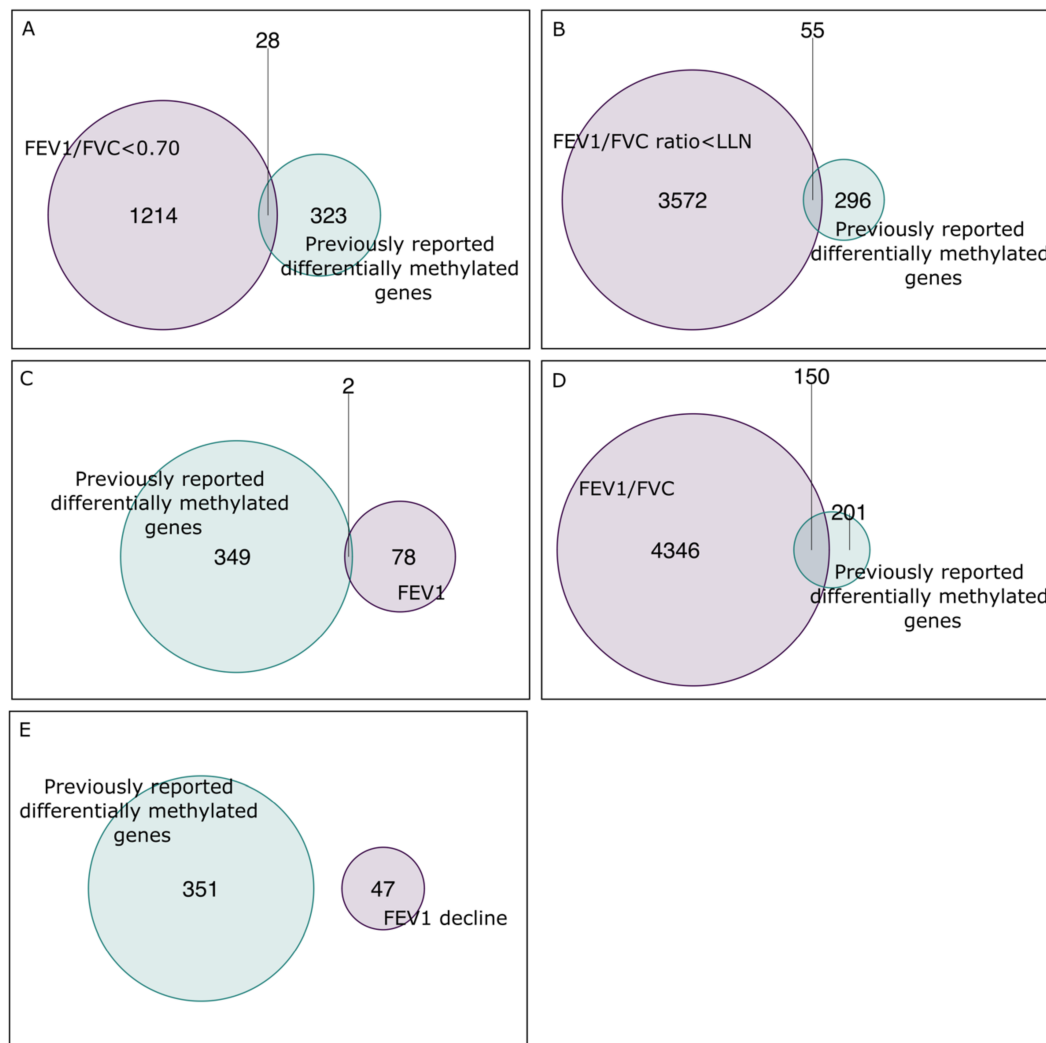 A
28
FEV1/FVC<0.70
1214
323
Previously reported
differentially methylated
genes
B
55
FEV1/FVC ratio<LLN
3572
296
Previously reported
differentially methylated
genes
C
2
Previously reported
differentially methylated
genes
349
78
FEV1
D
150
FEV1/FVC
201
4346
Previously reported
differentially methylated
genes
E
Previously reported
differentially methylated
genes
351
47
FEV1 decline